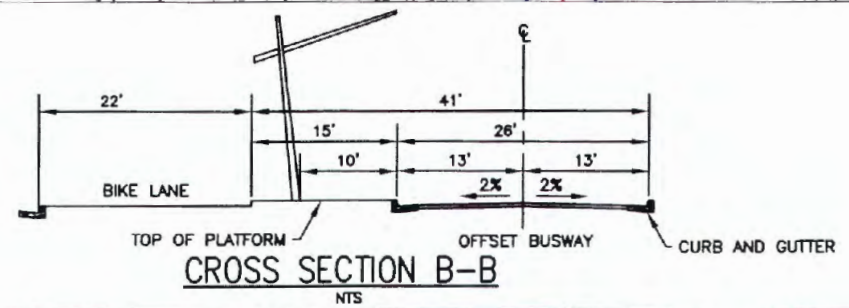 ℄
22'
41'
15'
26'
10'
13'
13'
2%
2%
BIKE LANE
TOP OF PLATFORM
OFFSET BUSWAY
CURB AND GUTTER
CROSS SECTION B-B
NTS